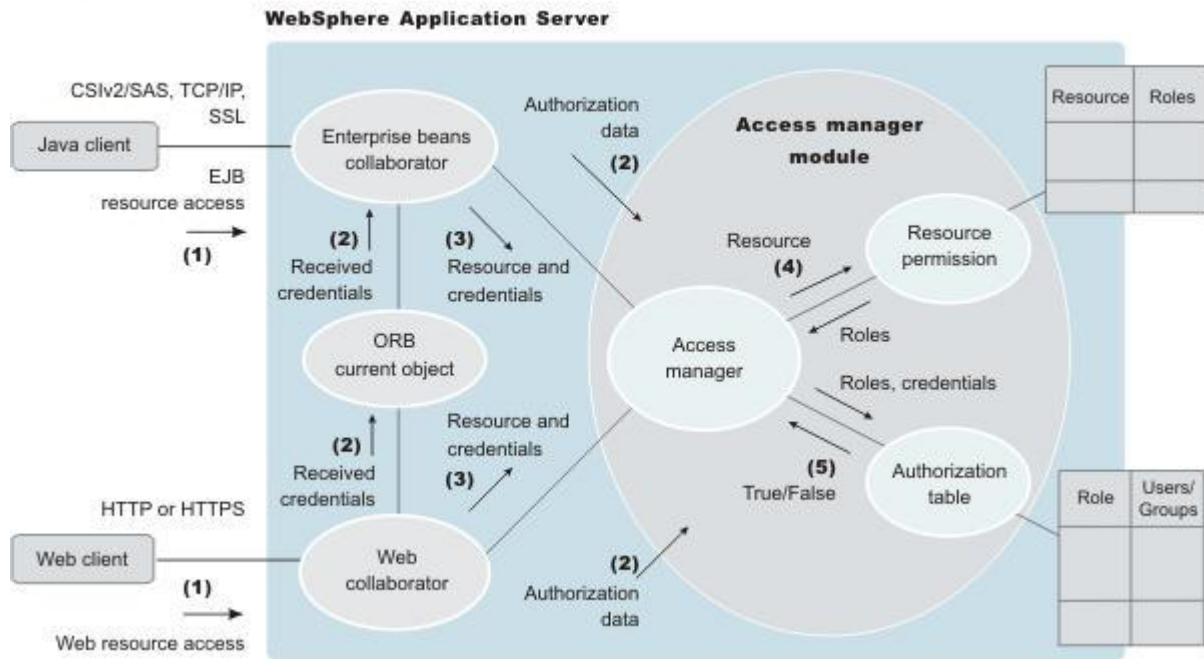 WebSphere Application Server
CSIv2/SAS, TCP/IP,
SSL
Java client
EJB
resource access
(1)
Enterprise beans
collaborator
(2)
Received
credentials
(3)
Resource and
credentials
ORB
current object
(2)
Received
credentials
Resource and
credentials
(3)
HTTP or HTTPS
Web client
(1)
Web resource access
Web
collaborator
Authorization
data
(2)
Access manager
module
Access
manager
Resource
(4)
Roles
Resource
permission
Roles, credentials
(5)
True/False
Authorization
table
(2)
Authorization
data
Resource Roles
Role Users/
Groups